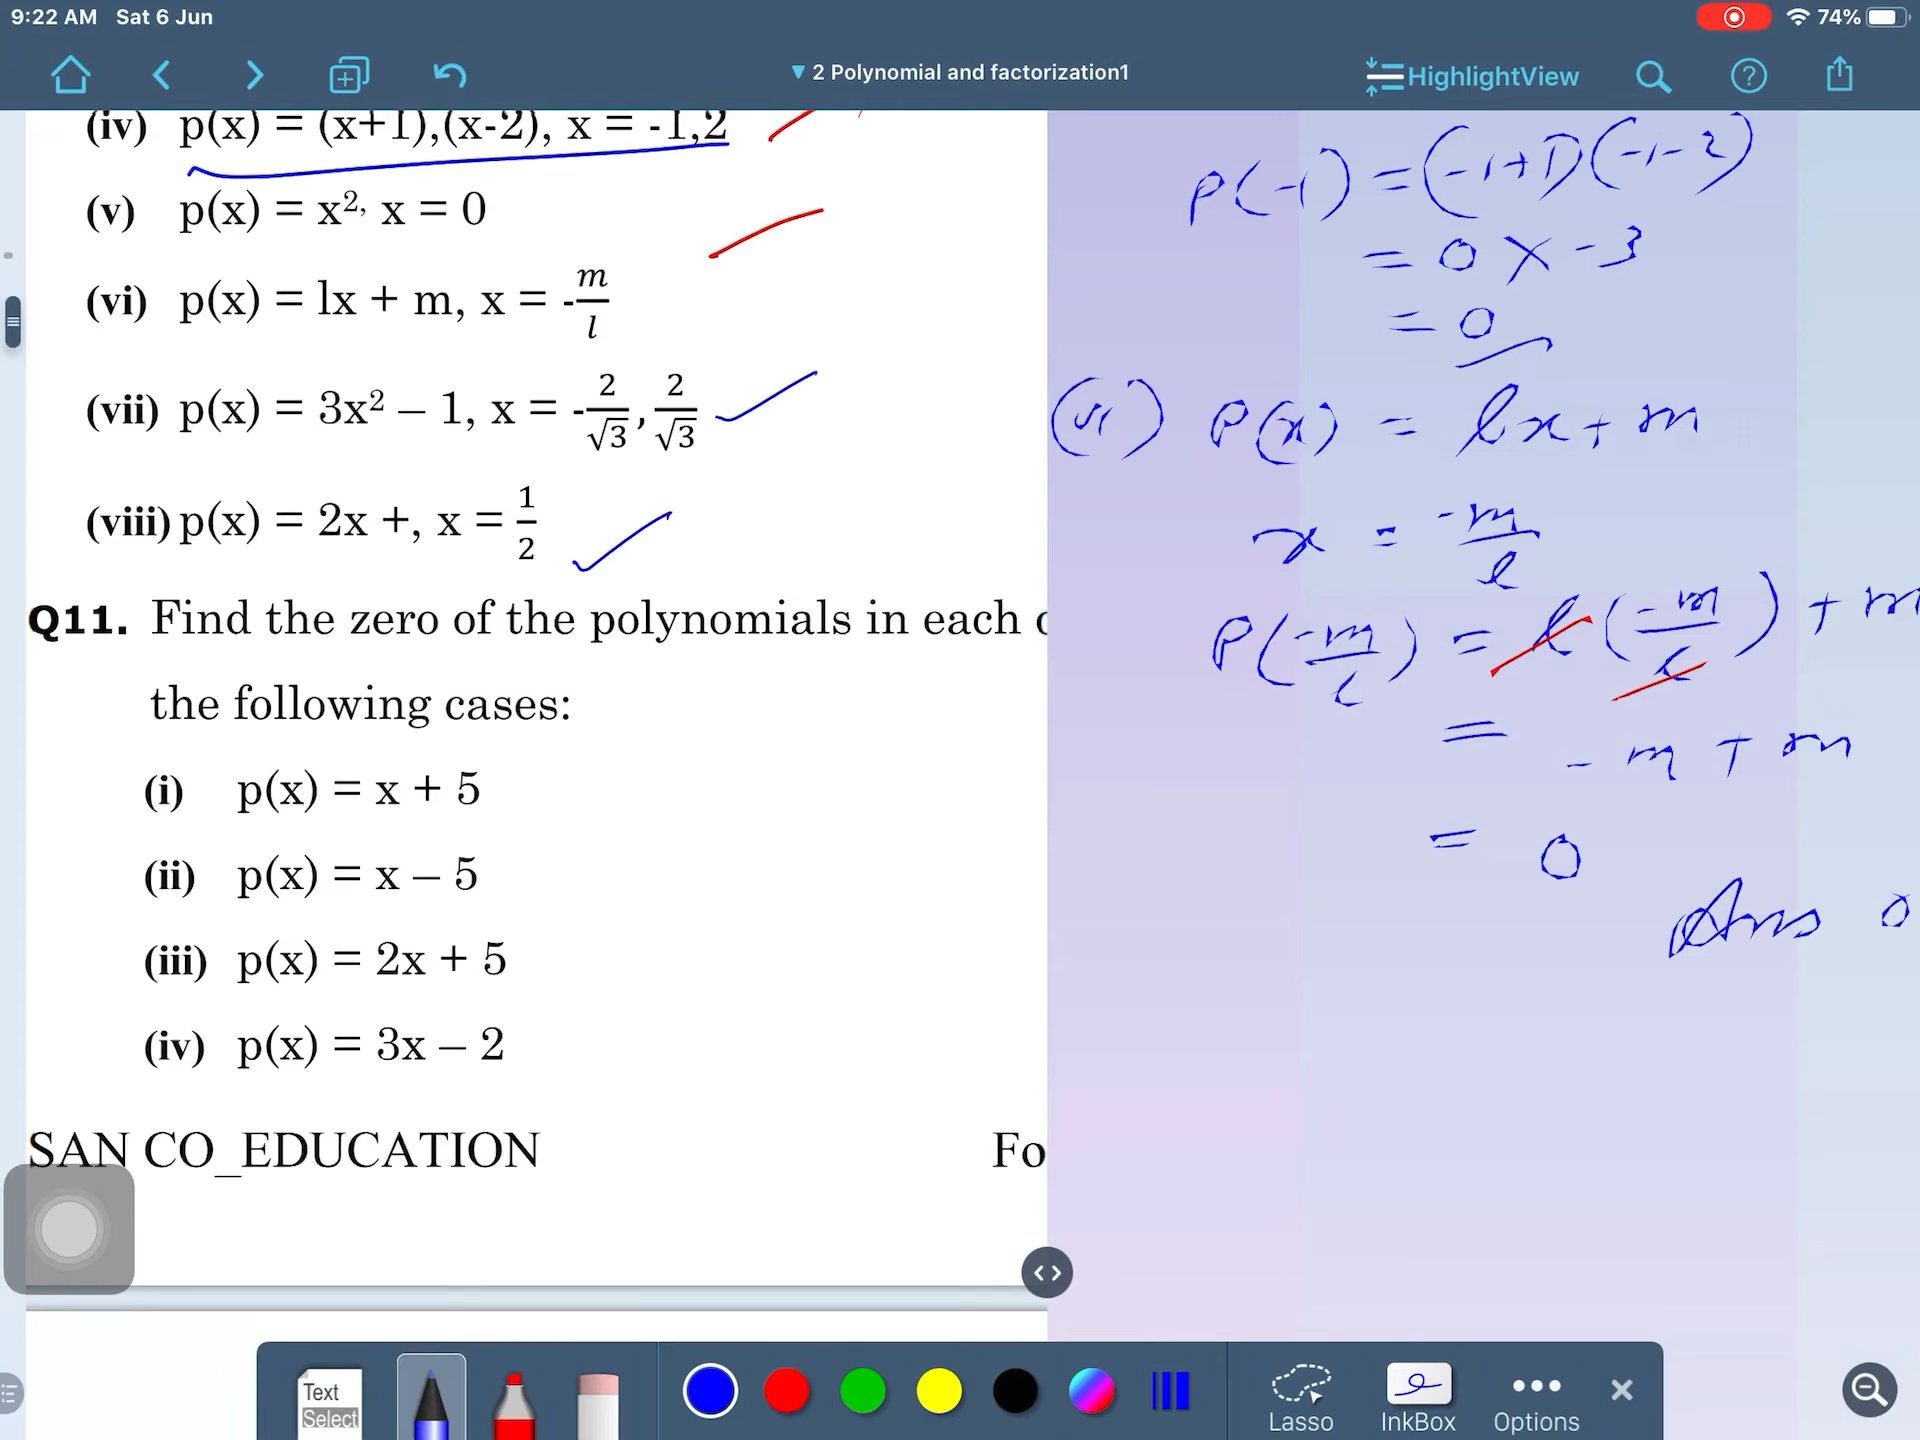 9:22 AM Sat 6 Jun
74%
2 Polynomial and factorization1
HighlightView
(iv) p(x) = (x+1),(x-2), x = -1,2
(v) p(x) = x², x = 0
(vi) p(x) = lx + m, x = -m/l
(vii) p(x) = 3x² – 1, x = -2/√3, 2/√3
(viii) p(x) = 2x +, x = 1/2
Q11. Find the zero of the polynomials in each
the following cases:
(i) p(x) = x + 5
(ii) p(x) = x – 5
(iii) p(x) = 2x + 5
(iv) p(x) = 3x – 2
SAN CO_EDUCATION
Fo
P(-1) = (-1+1)(-1-2)
= 0 × -3
= 0
(vi) P(x) = lx + m
x = -m/l
P(-m/l) = l(-m/l) + m
= -m + m
= 0
Ans 0
Text
Select
Lasso
InkBox
Options